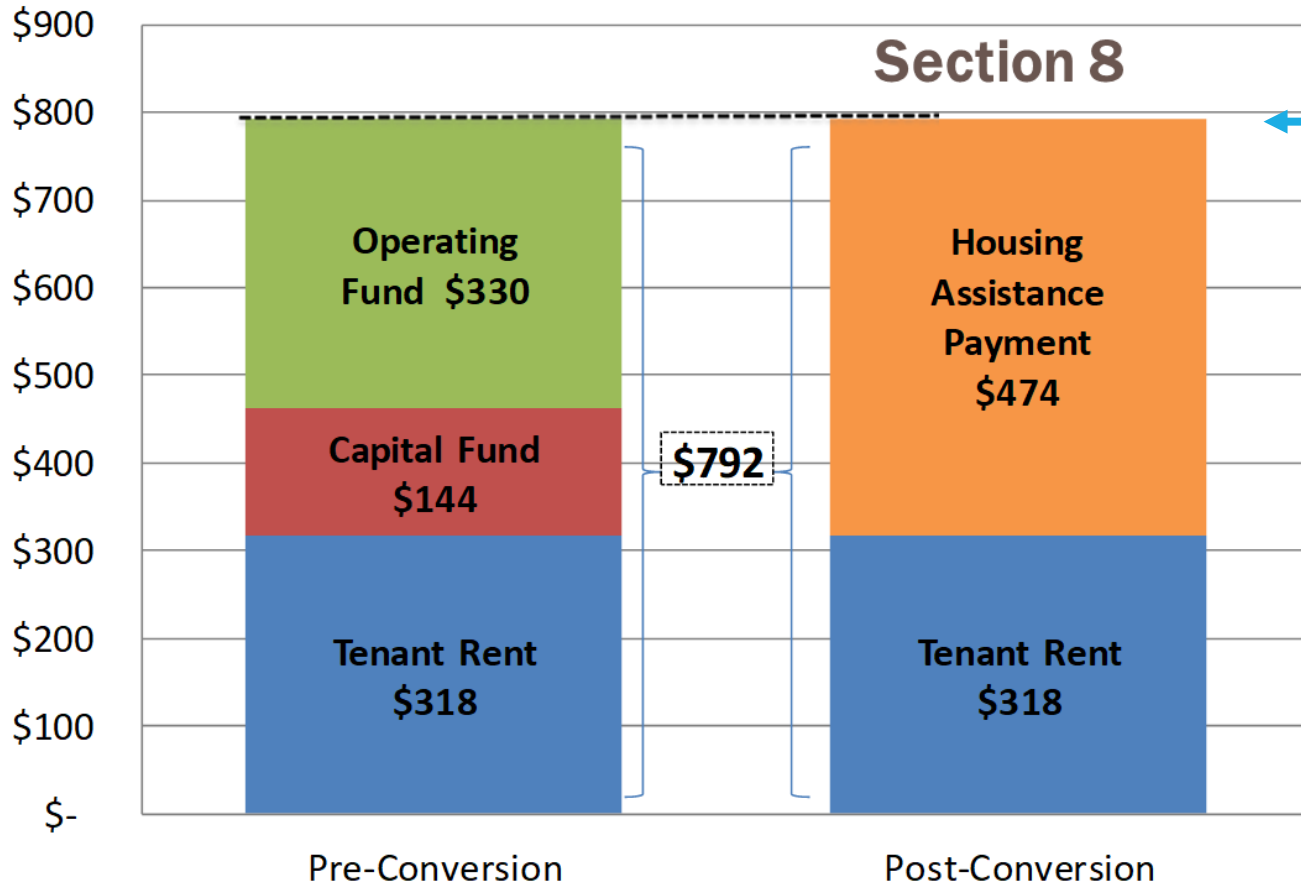 $900
$800
$700
$600
$500
$400
$300
$200
$100
$-
Section 8
Operating
Fund $330
Capital Fund
$144
Tenant Rent
$318
$792
Housing
Assistance
Payment
$474
Tenant Rent
$318
Pre-Conversion
Post-Conversion